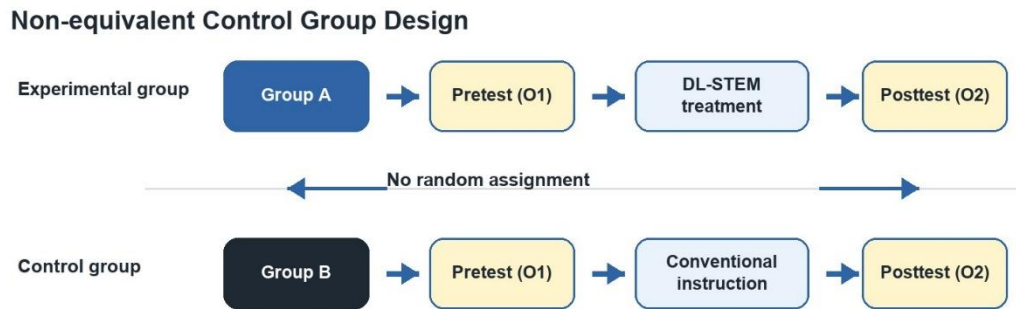 Non-equivalent Control Group Design
Experimental group
Group A
Pretest (O1)
DL-STEM
treatment
Posttest (O2)
No random assignment
Control group
Group B
Pretest (O1)
Conventional
instruction
Posttest (O2)